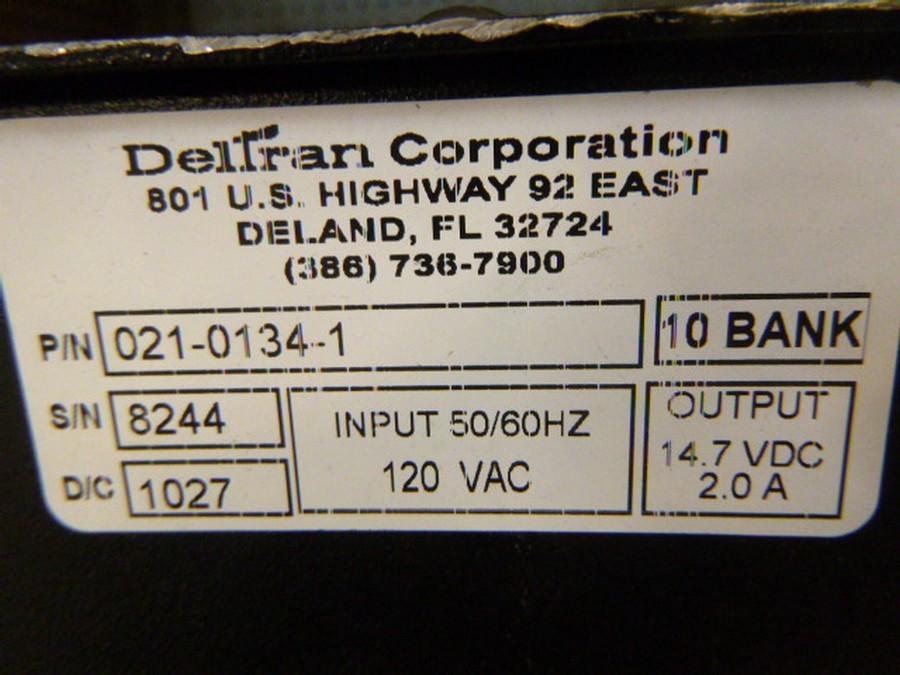 Deltran Corporation
801 U.S. HIGHWAY 92 EAST
DELAND, FL 32724
(386) 736-7900
P/N 021-0134-1 10 BANK
S/N 8244
D/C 1027
INPUT 50/60HZ
120 VAC
OUTPUT
14.7 VDC
2.0 A